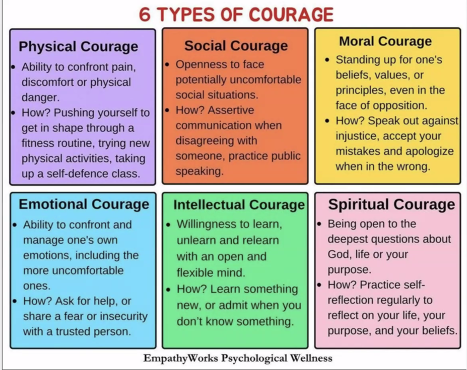 6 TYPES OF COURAGE
Physical Courage
• Ability to confront pain,
discomfort or physical
danger.
• How? Pushing yourself to
get in shape through a
fitness routine, trying new
physical activities, taking
up a self-defence class.
Social Courage
• Openness to face
potentially uncomfortable
social situations.
• How? Assertive
communication when
disagreeing with
someone, practice public
speaking.
Moral Courage
• Standing up for one's
beliefs, values, or
principles, even in the
face of opposition.
• How? Speak out against
injustice, accept your
mistakes and apologize
when in the wrong.
Emotional Courage
• Ability to confront and
manage one's own
emotions, including the
more uncomfortable
ones.
• How? Ask for help, or
share a fear or insecurity
with a trusted person.
Intellectual Courage
• Willingness to learn,
unlearn and relearn
with an open and
flexible mind.
• How? Learn something
new, or admit when you
don't know something.
Spiritual Courage
• Being open to the
deepest questions about
God, life or your
purpose.
• How? Practice self-
reflection regularly to
reflect on your life, your
purpose, and your beliefs.
EmpathyWorks Psychological Wellness